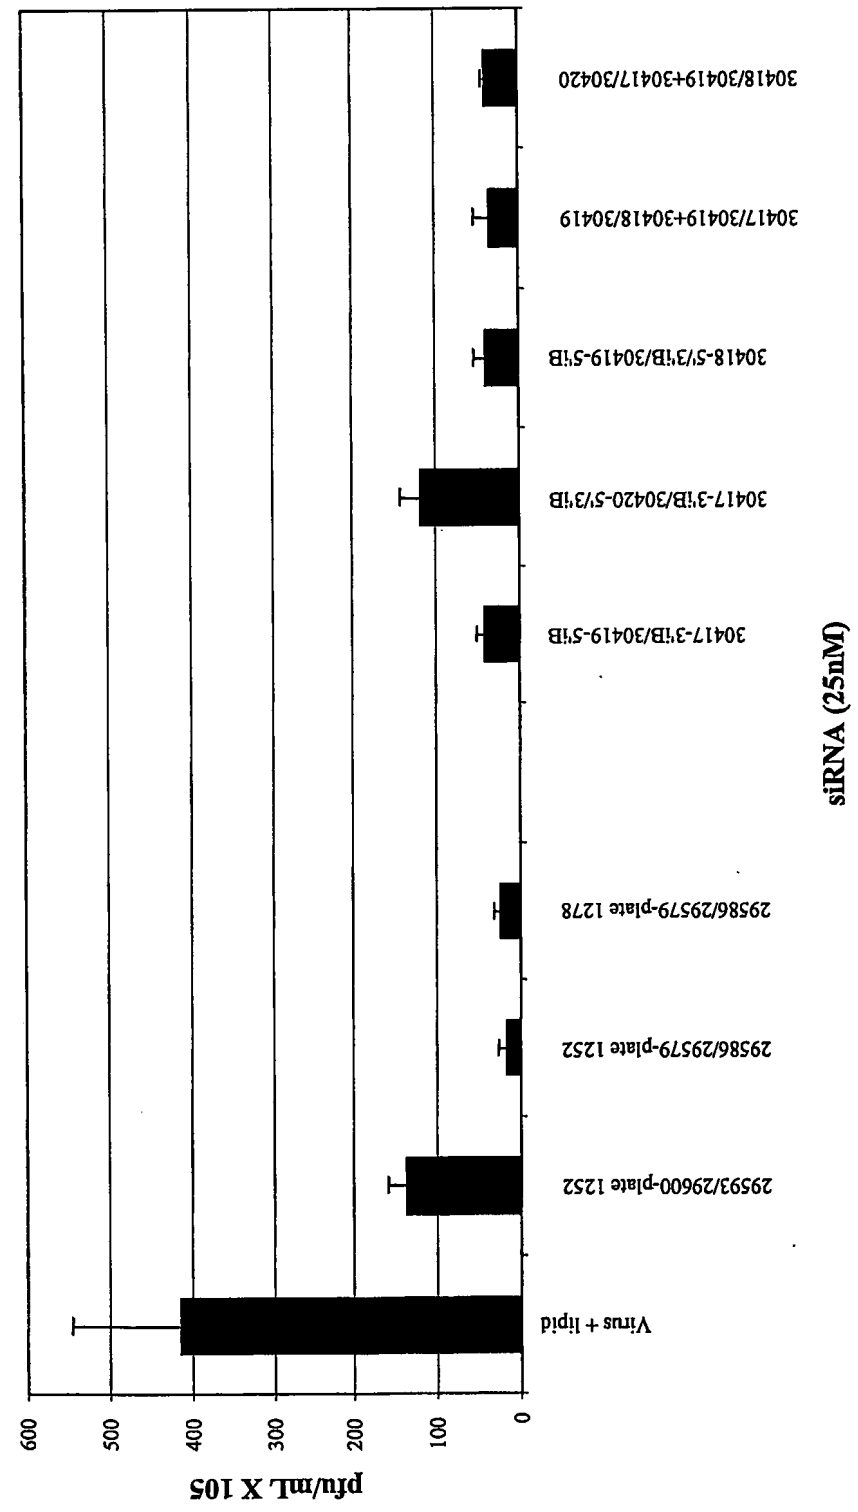 pfu/mL X 105
600
500
400
300
200
100
0
Virus + lipid
29593/29600-plate 1252
29586/29579-plate 1252
29586/29579-plate 1278
30417-3'iB/30419-5'iB
30417-3'iB/30420-5'/3'iB
30418-5'/3'iB/30419-5'iB
30417/30419+30418/30419
30418/30419+30417/30420
siRNA (25nM)